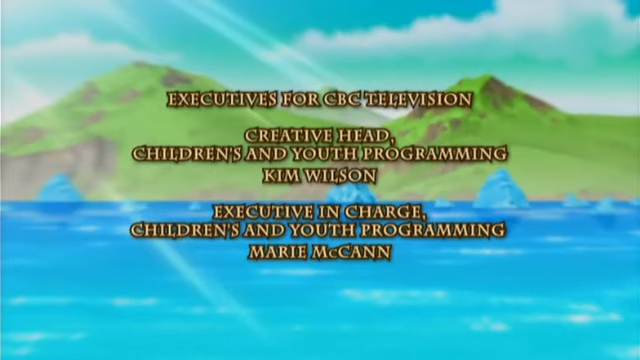 EXECUTIVES FOR CBC TELEVISION
CREATIVE HEAD,
CHILDREN'S AND YOUTH PROGRAMMING
KIM WILSON
EXECUTIVE IN CHARGE,
CHILDREN'S AND YOUTH PROGRAMMING
MARIE McCANN